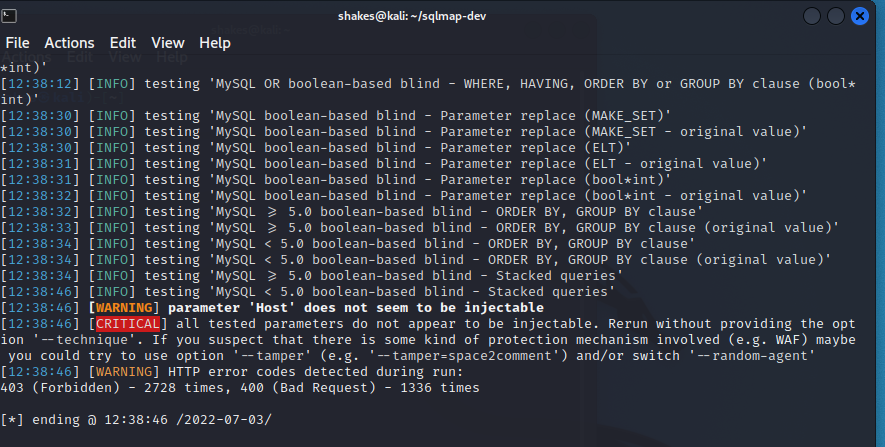 shakes@kali: ~/sqlmap-dev
File Actions Edit View Help
*int)'
[12:38:12] [INFO] testing 'MySQL OR boolean-based blind - WHERE, HAVING, ORDER BY or GROUP BY clause (bool*
int)'
[12:38:30] [INFO] testing 'MySQL boolean-based blind - Parameter replace (MAKE_SET)'
[12:38:30] [INFO] testing 'MySQL boolean-based blind - Parameter replace (MAKE_SET - original value)'
[12:38:30] [INFO] testing 'MySQL boolean-based blind - Parameter replace (ELT)'
[12:38:31] [INFO] testing 'MySQL boolean-based blind - Parameter replace (ELT - original value)'
[12:38:31] [INFO] testing 'MySQL boolean-based blind - Parameter replace (bool*int)'
[12:38:32] [INFO] testing 'MySQL boolean-based blind - Parameter replace (bool*int - original value)'
[12:38:32] [INFO] testing 'MySQL ≥ 5.0 boolean-based blind - ORDER BY, GROUP BY clause'
[12:38:33] [INFO] testing 'MySQL ≥ 5.0 boolean-based blind - ORDER BY, GROUP BY clause (original value)'
[12:38:34] [INFO] testing 'MySQL < 5.0 boolean-based blind - ORDER BY, GROUP BY clause'
[12:38:34] [INFO] testing 'MySQL < 5.0 boolean-based blind - ORDER BY, GROUP BY clause (original value)'
[12:38:34] [INFO] testing 'MySQL ≥ 5.0 boolean-based blind - Stacked queries'
[12:38:46] [INFO] testing 'MySQL < 5.0 boolean-based blind - Stacked queries'
[12:38:46] [WARNING] parameter 'Host' does not seem to be injectable
[12:38:46] [CRITICAL] all tested parameters do not appear to be injectable. Rerun without providing the opt
ion '--technique'. If you suspect that there is some kind of protection mechanism involved (e.g. WAF) maybe
you could try to use option '--tamper' (e.g. '--tamper=space2comment') and/or switch '--random-agent'
[12:38:46] [WARNING] HTTP error codes detected during run:
403 (Forbidden) - 2728 times, 400 (Bad Request) - 1336 times
[*] ending @ 12:38:46 /2022-07-03/